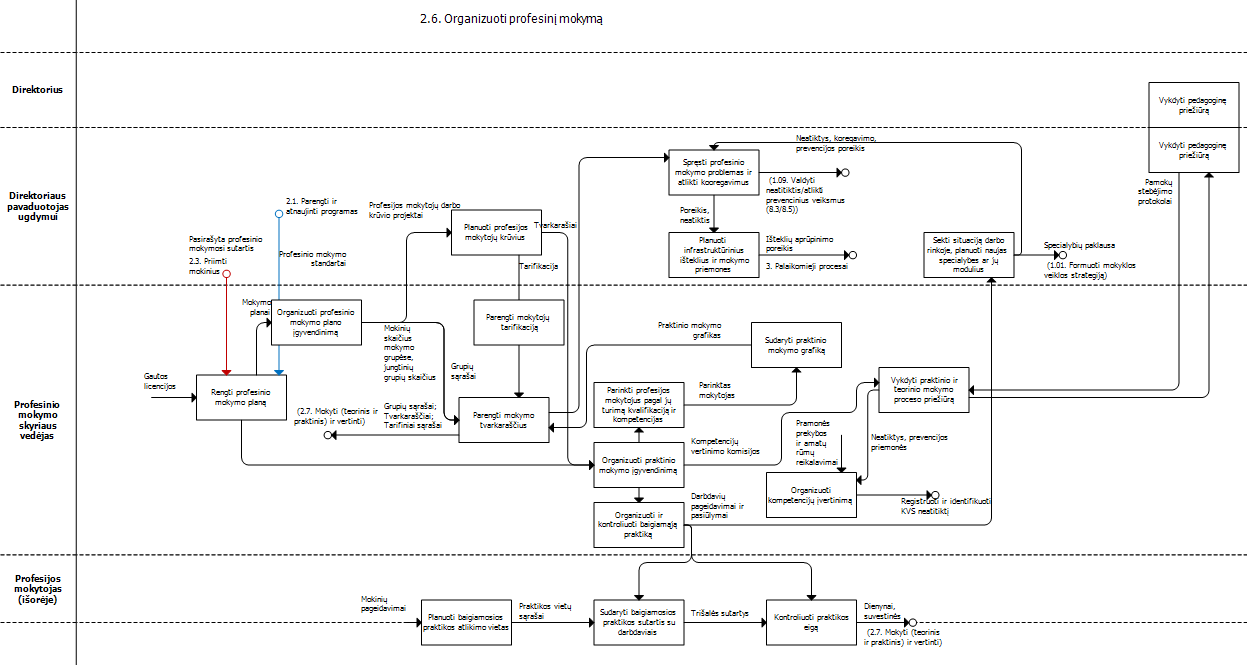 2.6. Organizuoti profesinį mokymą
Direktorius
Vykdyti pedagoginę
priežiūrą
Direktoriaus
pavaduotojas
ugdymui
Neatiktys, koregavimo,
prevencijos poreikis
Vykdyti pedagoginę
priežiūrą
Spręsti profesinio
mokymo problemas ir
atlikti kooregavimus
(1.09. Valdyti
neatitiktis/atlikti
prevencinius veiksmus
(8.3/8.5))
Pamokų
stebėjimo
protokolai
2.1. Parengti ir
atnaujinti programas
Profesijos mokytojų darbo
krūvio projektai
Planuoti profesijos
mokytojų krūvius
Tvarkarašiai
Poreikis,
neatiktis
Pasirašyta profesinio
mokymosi sutartis
2.3. Priimti
mokinius
Profesinio mokymo
standartai
Tarifikacija
Planuoti
infrastruktūrinius
išteklius ir mokymo
priemones
Išteklių aprūpinimo
poreikis
3. Palaikomieji procesai
Sekti situaciją darbo
rinkoje, planuoti naujas
specialybes ar jų
modulius
Specialybių paklausa
(1.01. Formuoti mokyklos
veiklos strategiją)
Profesinio
mokymo
skyriaus
vedėjas
Mokymo
planai
Organizuoti profesinio
mokymo plano
įgyvendinimą
Parengti mokytojų
tarifikaciją
Praktinio mokymo
grafikas
Sudaryti praktinio
mokymo grafiką
Mokinių
skaičius
mokymo
grupėse,
jungtinių
grupių skaičius
Grupių
sąrašai
Gautos
licencijos
Rengti profesinio
mokymo planą
Parinkti profesijos
mokytojus pagal jų
turimą kvalifikaciją ir
kompetencijas
Parinktas
mokytojas
Vykdyti praktinio ir
teorinio mokymo
proceso priežiūrą
(2.7. Mokyti (teorinis ir
praktinis) ir vertinti)
Grupių sąrašai;
Tvarkaraščiai;
Tarifiniai sąrašai
Parengti mokymo
tvarkaraščius
Organizuoti praktinio
mokymo įgyvendinimą
Kompetencijų
vertinimo komisijos
Pramonės
prekybos
ir amatų
rūmų
reikalavimai
Neatiktys, prevencijos
priemonės
Organizuoti
kompetencijų įvertinimą
Registruoti ir identifikuoti
KVS neatitiktį
Organizuoti ir
kontroliuoti baigiamąją
praktiką
Darbdavių
pageidavimai ir
pasiūlymai
Profesijos
mokytojas
(išorėje)
Mokinių
pageidavimai
Planuoti baigiamosios
praktikos atlikimo vietas
Praktikos vietų
sąrašai
Sudaryti baigiamosios
praktikos sutartis su
darbdaviais
Trišalės sutartys
Kontroliuoti praktikos
eigą
Dienynai,
suvestinės
(2.7. Mokyti (teorinis
ir praktinis) ir vertinti)